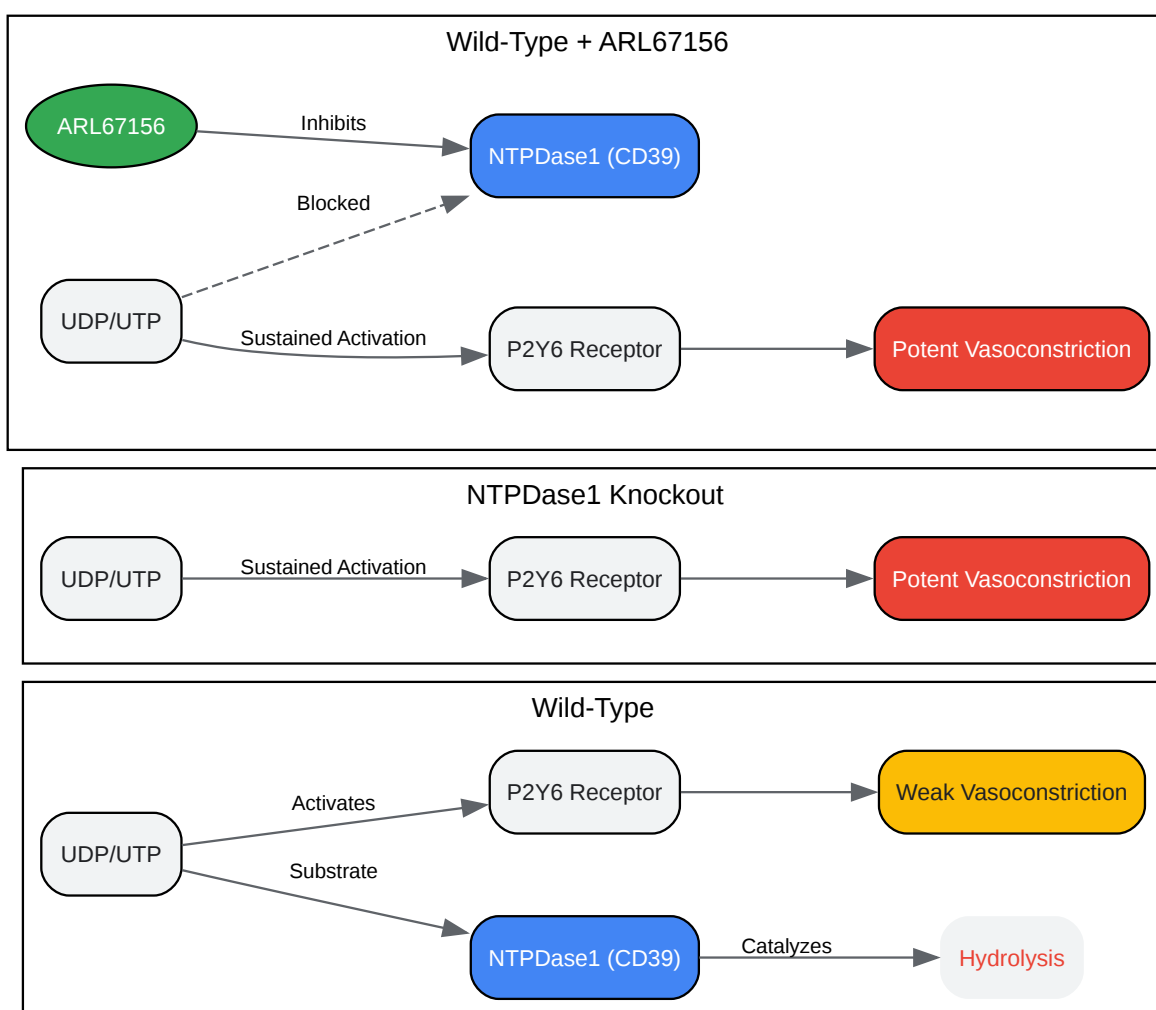 Wild-Type + ARL67156
ARL67156
Inhibits
NTPDase1 (CD39)
Blocked
UDP/UTP
Sustained Activation
P2Y6 Receptor
Potent Vasoconstriction
NTPDase1 Knockout
UDP/UTP
Sustained Activation
P2Y6 Receptor
Potent Vasoconstriction
Wild-Type
P2Y6 Receptor
Weak Vasoconstriction
Activates
UDP/UTP
Substrate
NTPDase1 (CD39)
Catalyzes
Hydrolysis